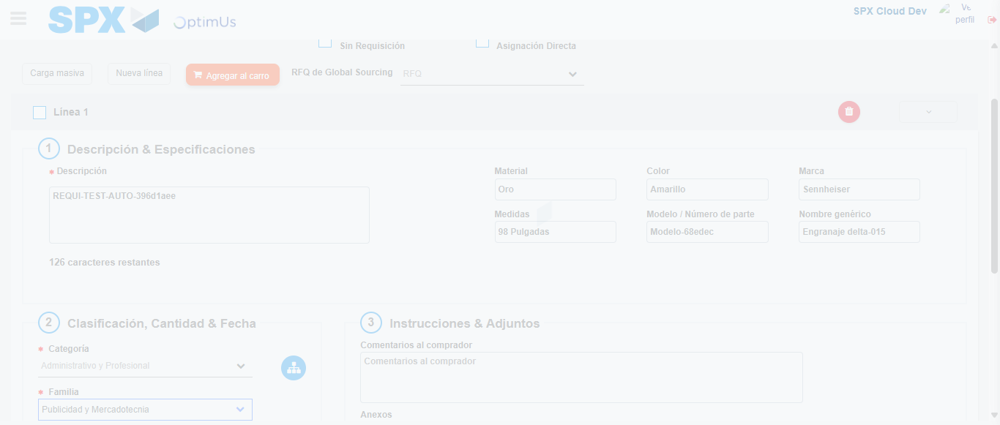 SPX
OptimUs
SPX Cloud Dev
Ve
perfil
Sin Requisición
Asignación Directa
Carga masiva
Nueva línea
Agregar al carro
RFQ de Global Sourcing
RFQ
Línea 1
1
Descripción & Especificaciones
* Descripción
REQUI-TEST-AUTO-396d1aee
126 caracteres restantes
Material
Color
Marca
Oro
Amarillo
Sennheiser
Medidas
Modelo / Número de parte
Nombre genérico
98 Pulgadas
Modelo-68edec
Engranaje delta-015
2
Clasificación, Cantidad & Fecha
* Categoría
Administrativo y Profesional
* Familia
Publicidad y Mercadotecnia
3
Instrucciones & Adjuntos
Comentarios al comprador
Comentarios al comprador
Anexos